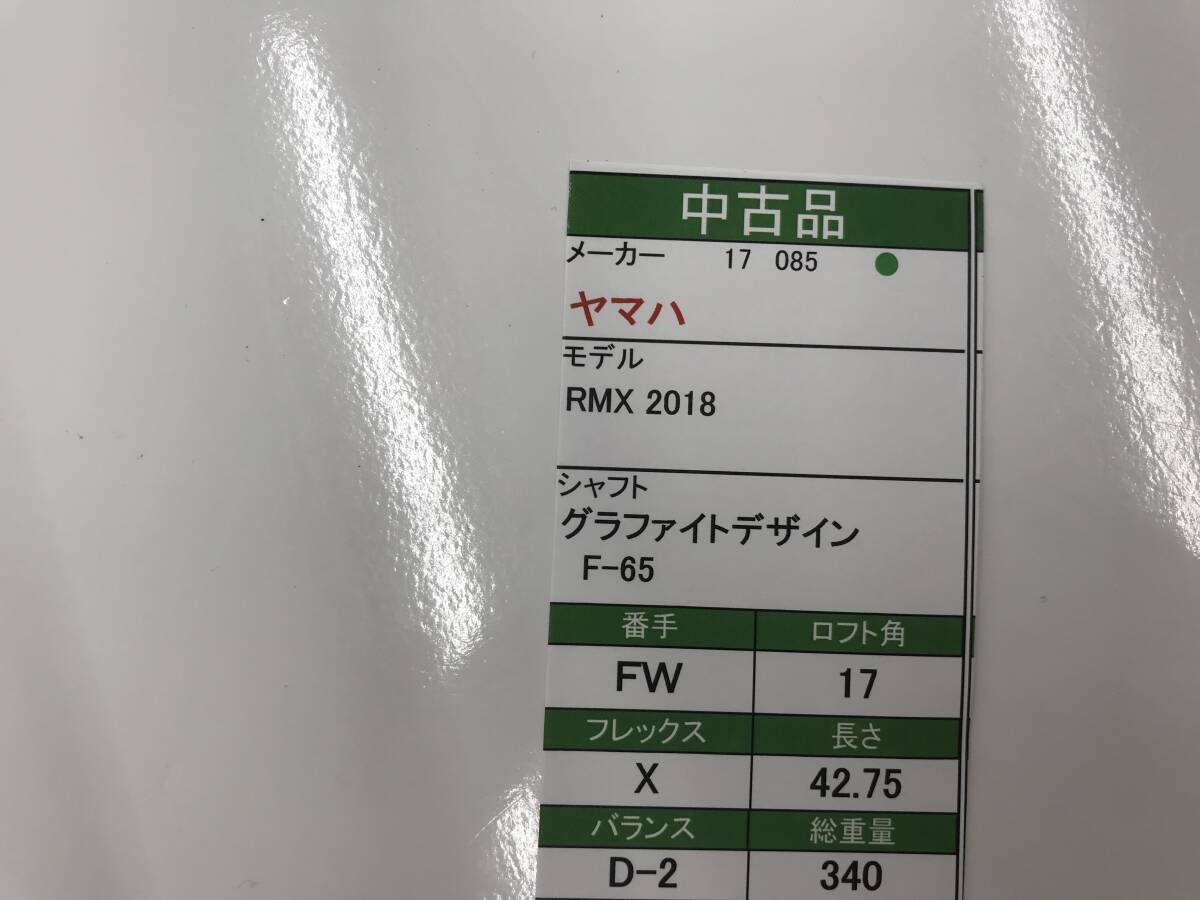 中古品
メーカー 17 085
ヤマハ
モデル
RMX 2018
シャフト
グラファイトデザイン
F-65
番手 ロフト角
FW 17
フレックス 長さ
X 42.75
バランス 総重量
D-2 340